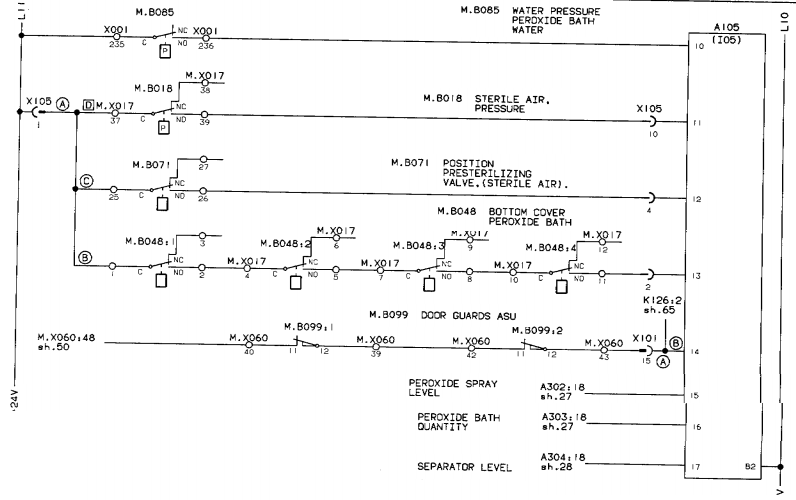 L11
M.B085
M.B085 WATER PRESSURE
PEROXIDE BATH
WATER
L10
X001 NC X001
235 C NO 236
P
A105
(I05)
10
M.X017
38
M.B018
M.B018 STERILE AIR,
PRESSURE
X105 A D M.X017 NC
X105
1 37 C NO 39
P
10 11
M.B071
27
M.B071 POSITION
PRESTERILIZING
VALVE,(STERILE AIR).
C NC
25 C NO 26
4 12
M.B048 BOTTOM COVER
PEROXIDE BATH
M.B048:1 3 M.B048:2 M.X017 6 M.B048:3 M.X017 9 M.B048:4 M.X017 12
B NC M.X017 NC M.X017 NC M.X017 NC
1 C NO 2 4 C NO 5 7 C NO 8 10 C NO 11 2 13
K126:2
sh.65
M.B099 DOOR GUARDS ASU
M.B099:1 M.B099:2
M.X060:48 M.X060 M.X060 M.X060 M.X060 X101 B
sh.50 40 11 12 39 42 11 12 43 15 A 14
PEROXIDE SPRAY
LEVEL
A302:18
sh.27
15
PEROXIDE BATH
QUANTITY
A303:18
sh.27
16
SEPARATOR LEVEL
A304:18
sh.28
17 B2
24V
V